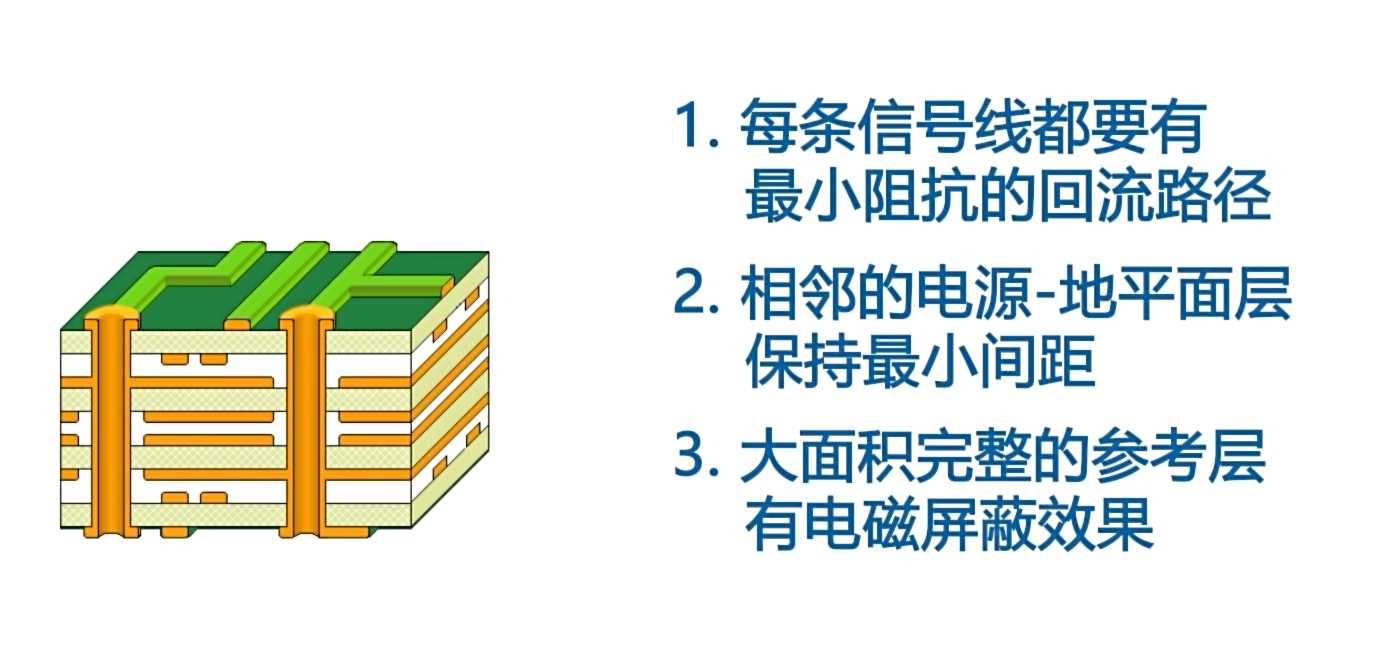 1. 每条信号线都要有
最小阻抗的回流路径
2. 相邻的电源-地平面层
保持最小间距
3. 大面积完整的参考层
有电磁屏蔽效果